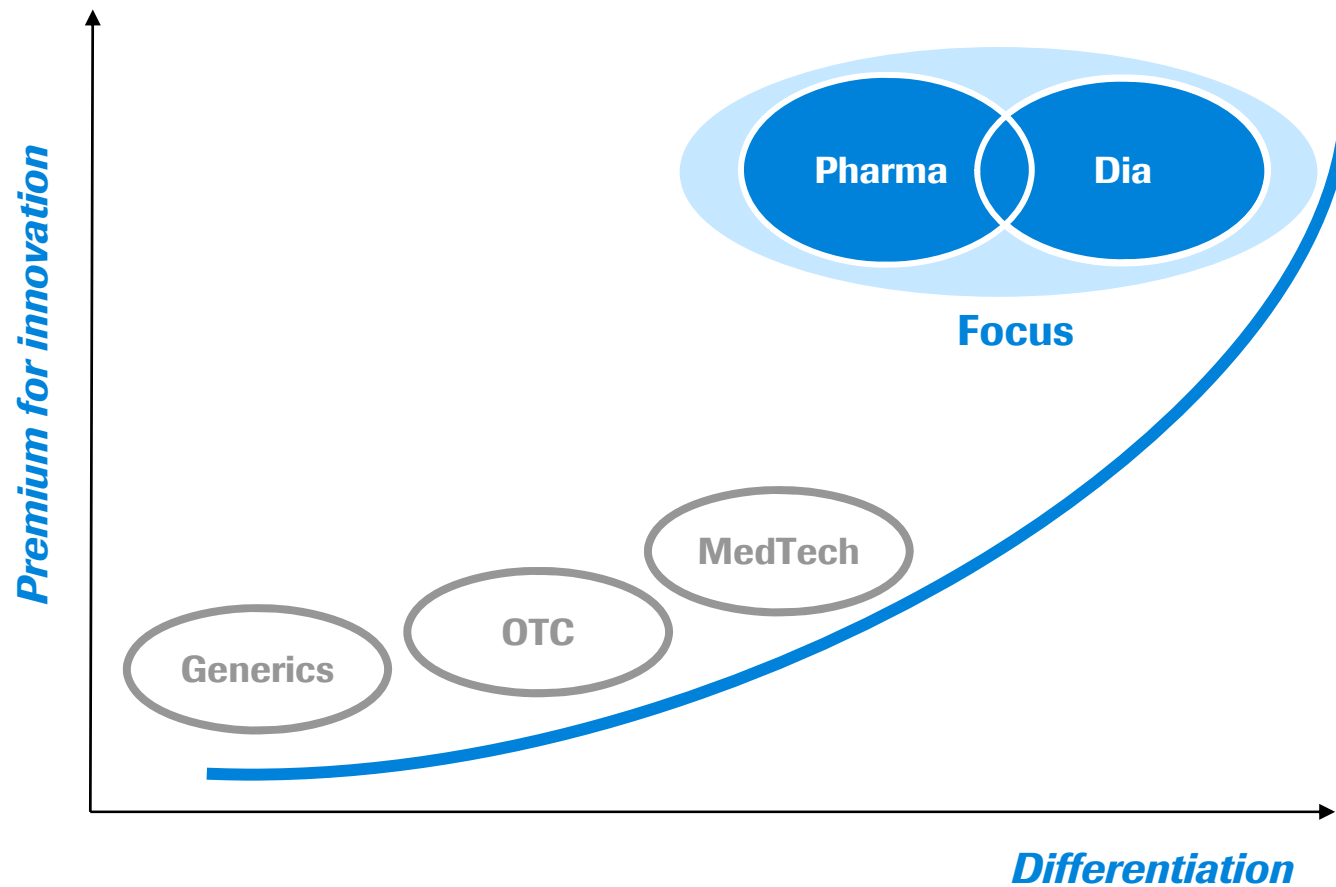 Premium for innovation
Pharma
Dia
Focus
MedTech
OTC
Generics
Differentiation